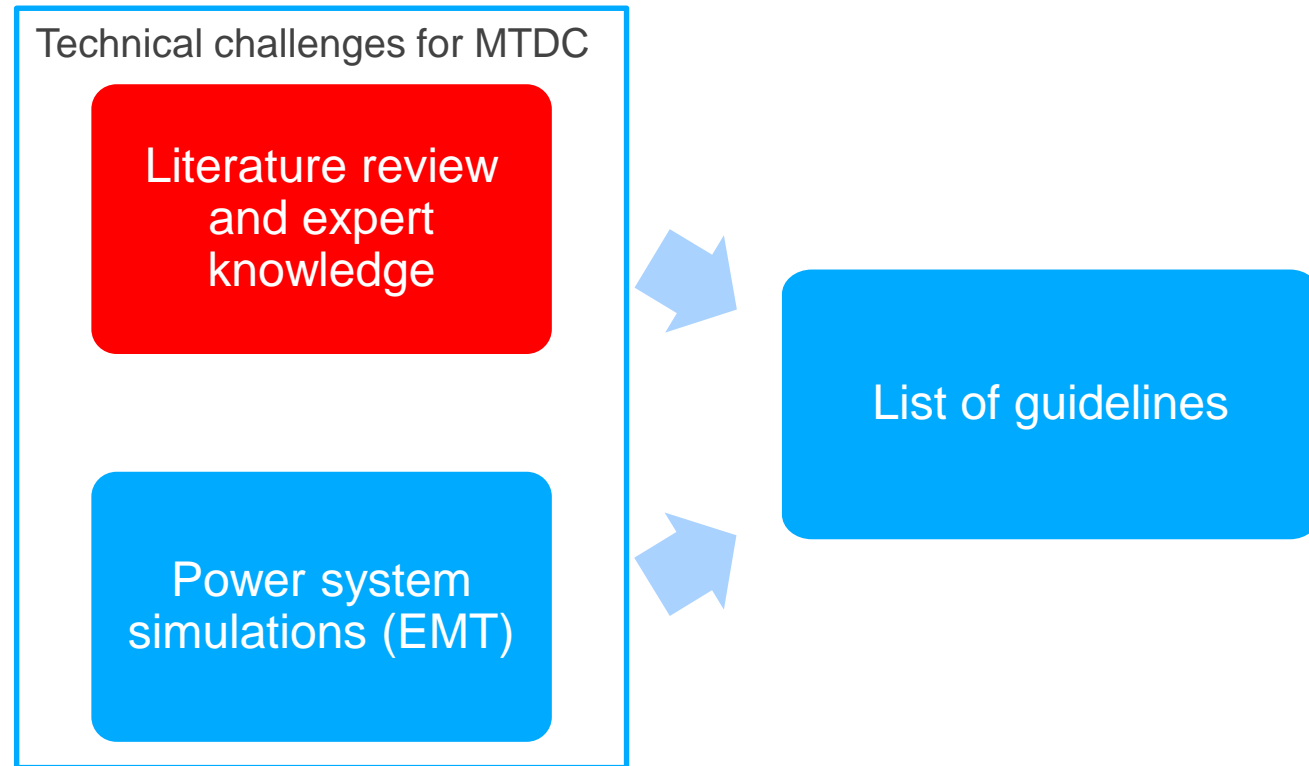 Technical challenges for MTDC
Literature review
and expert
knowledge
List of guidelines
Power system
simulations (EMT)